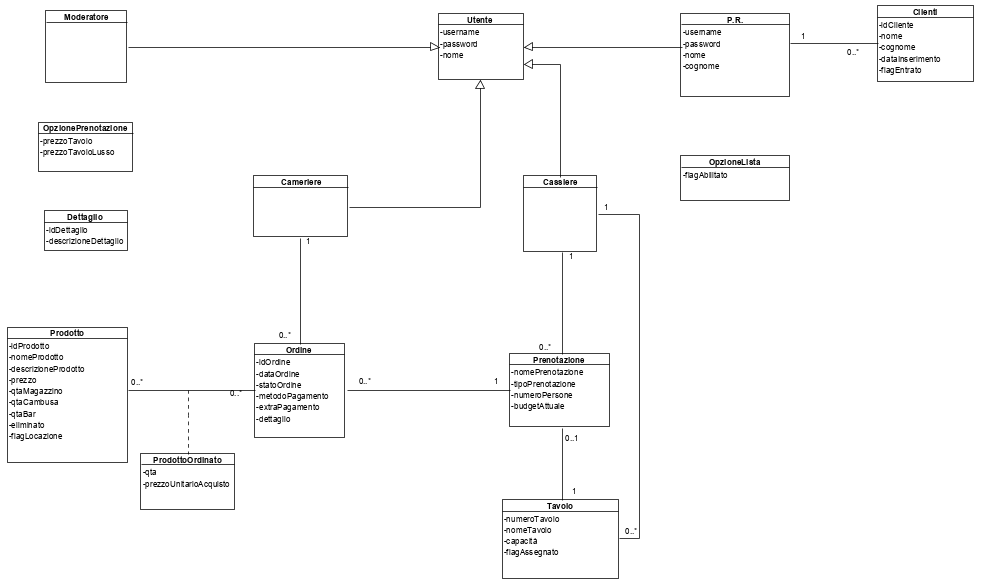 Moderatore
Utente
-username
-password
-nome
P.R.
-username
-password
-nome
-cognome
1
0..*
Clienti
-idCliente
-nome
-cognome
-dataInserimento
-flagEntrato
OpzionePrenotazione
-prezzoTavolo
-prezzoTavoloLusso
OpzioneLista
-flagAbilitato
Cameriere
1
Cassiere
1
1
Dettaglio
-idDettaglio
-descrizioneDettaglio
0..*
0..*
Prodotto
-idProdotto
-nomeProdotto
-descrizioneProdotto
-prezzo
-qtaMagazzino
-qtaCambusa
-qtaBar
-eliminato
-flagLocazione
0..*
0..*
Ordine
-idOrdine
-dataOrdine
-statoOrdine
-metodoPagamento
-extraPagamento
-dettaglio
0..*
1
Prenotazione
-nomePrenotazione
-tipoPrenotazione
-numeroPersone
-budgetAttuale
0..1
1
ProdottoOrdinato
-qta
-prezzoUnitarioAcquisto
Tavolo
-numeroTavolo
-nomeTavolo
-capacità
-flagAssegnato
0..*